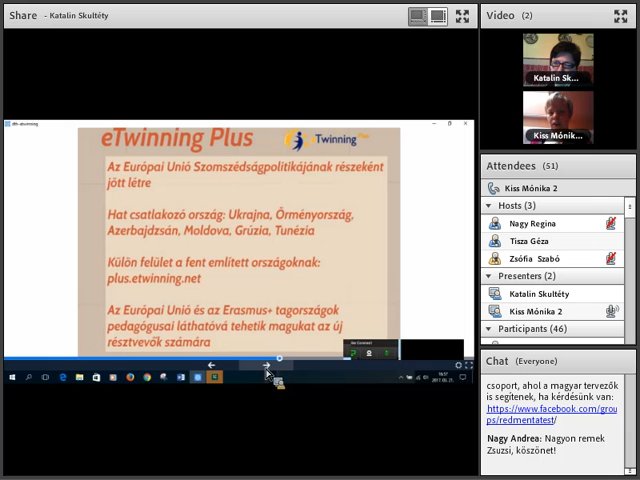 Share - Katalin Skultéty
eTwinning Plus
eTwinning Plus
Az Európai Unió Szomszédságpolitikájának részeként
jött létre
Hat csatlakozó ország: Ukrajna, Örményország,
Azerbajdzsán, Moldova, Grúzia, Tunézia
Külön felület a fent említett országoknak:
plus.etwinning.net
Az Európai Unió és az Erasmus+ tagországok
pedagógusai láthatóvá tehetik magukat az új
résztvevők számára
Video (2)
Katalin Sk...
Kiss Mónik...
Attendees (51)
Kiss Mónika 2
Hosts (3)
Nagy Regina
Tisza Géza
Zsófia Szabó
Presenters (2)
Katalin Skultéty
Kiss Mónika 2
Participants (46)
Chat (Everyone)
csoport, ahol a magyar tervezők
is segítenek, ha kérdésünk van:
https://www.facebook.com/grou
ps/redmentatest/
Nagy Andrea: Nagyon remek
Zsuzsi, köszönet!